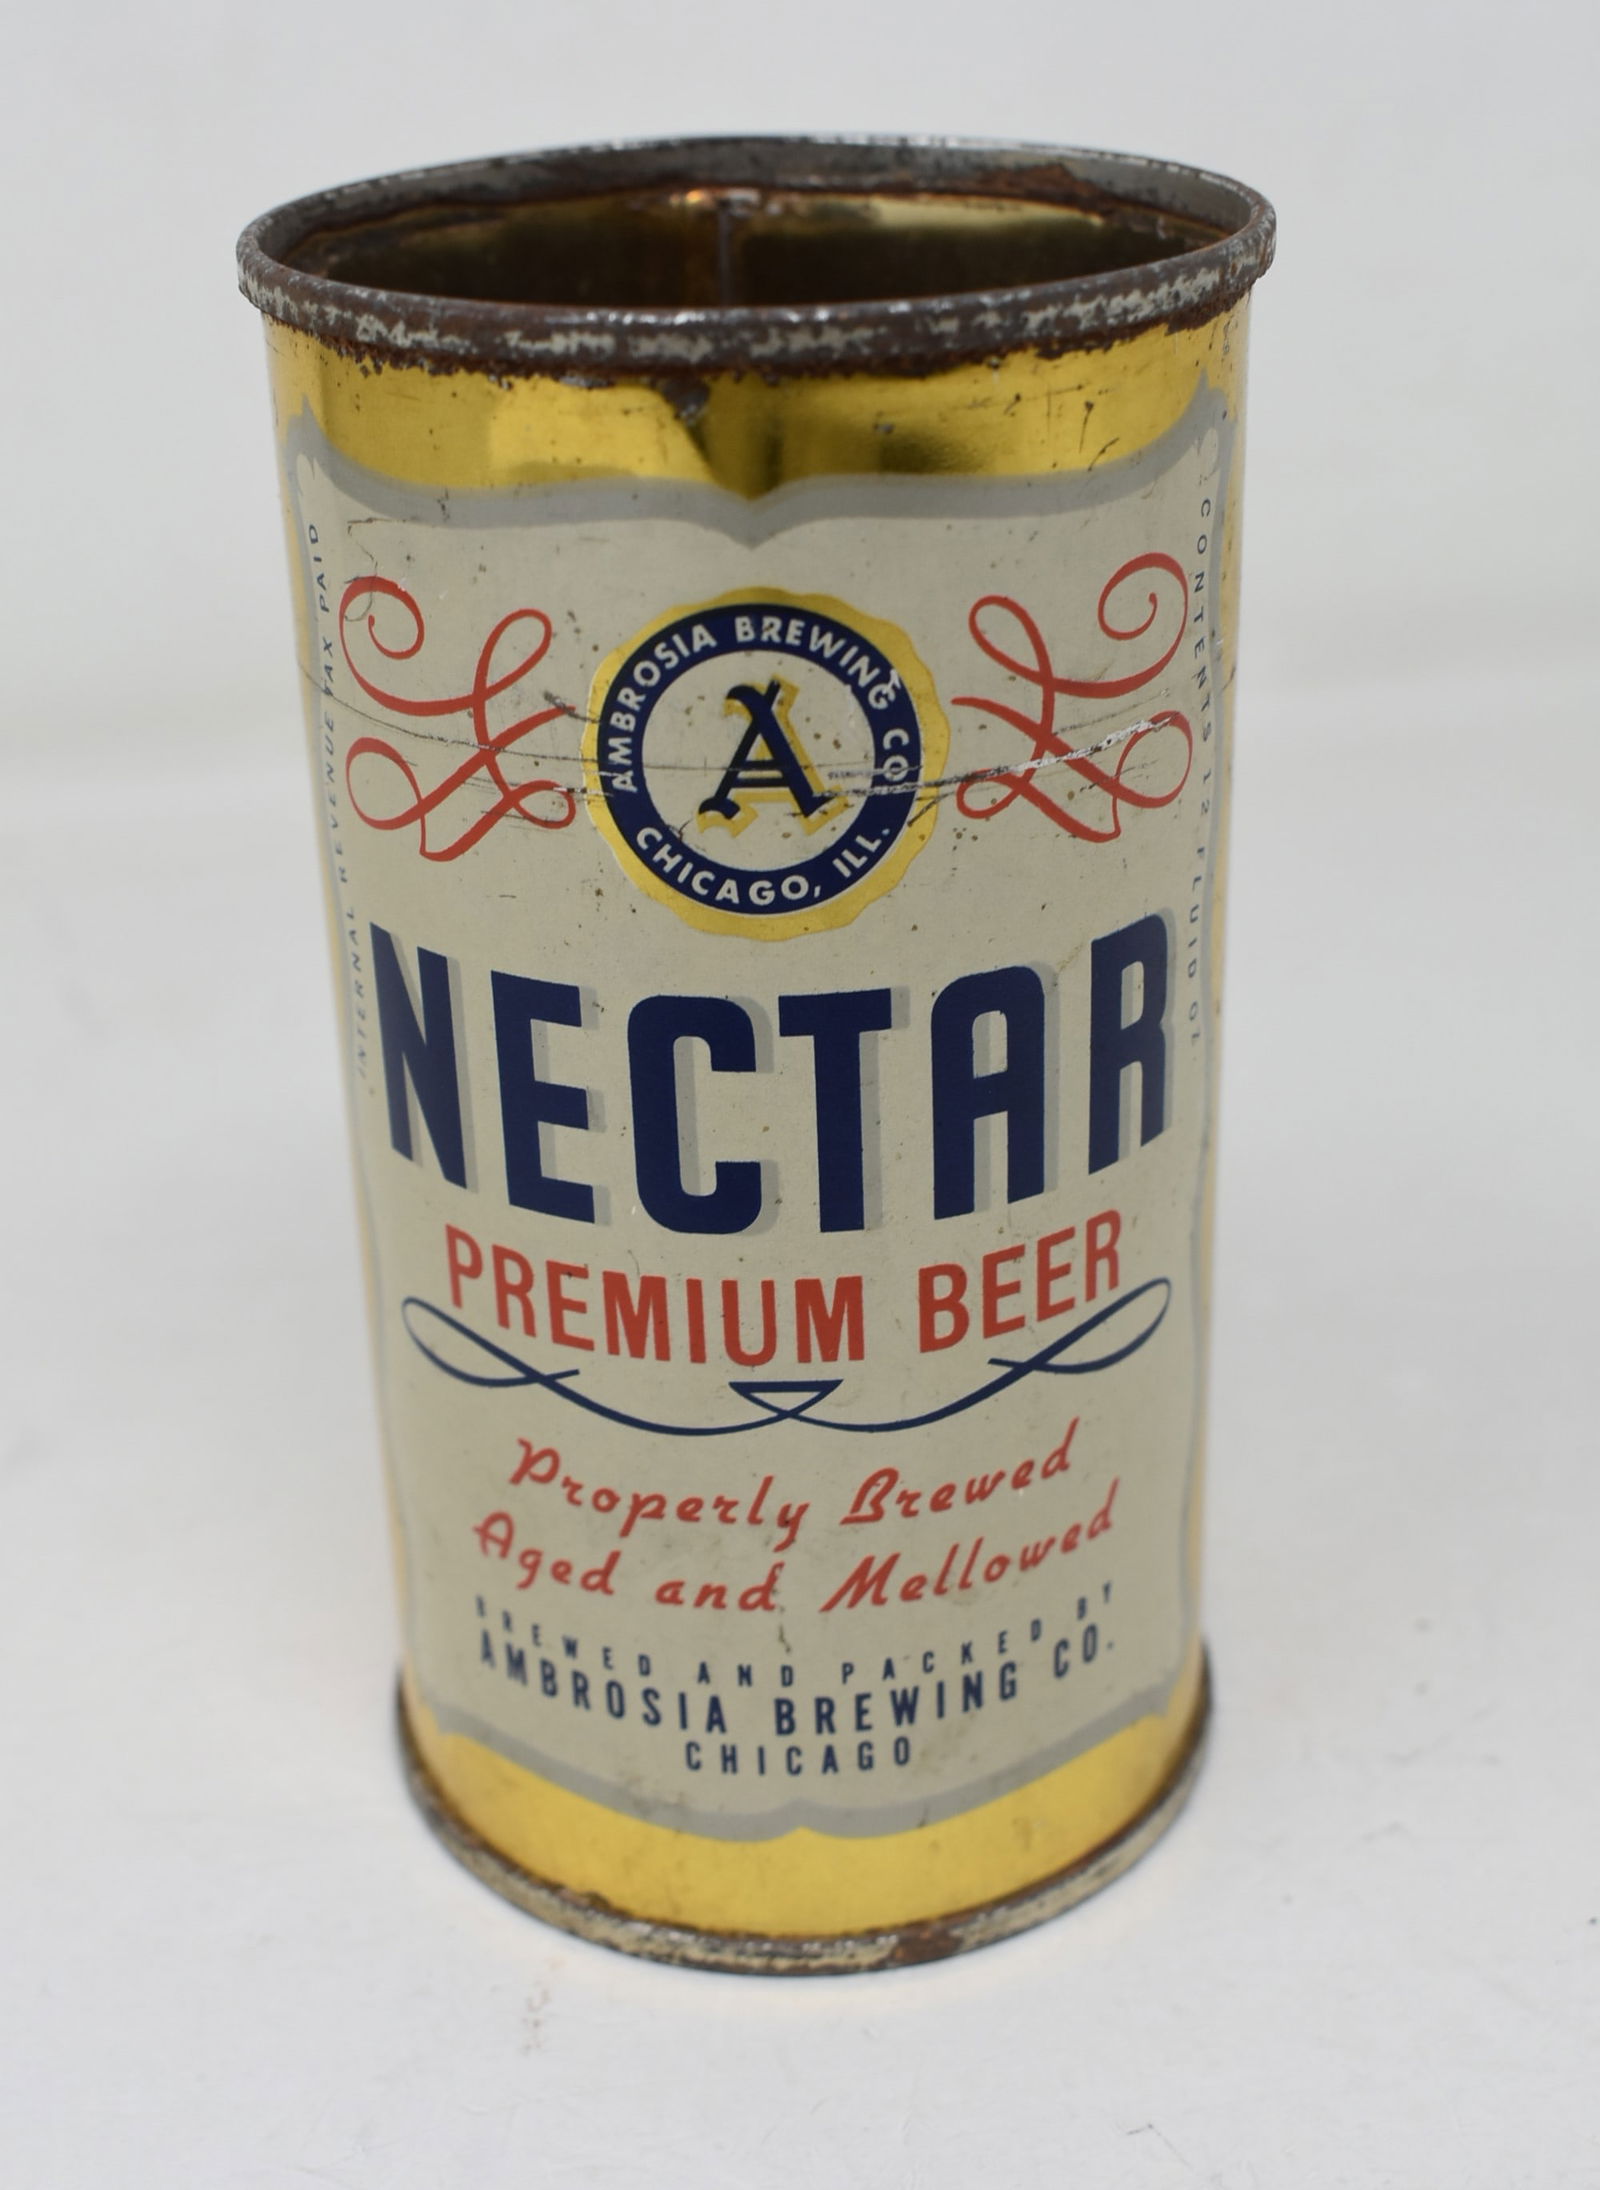 AMBROSIA BREWING CO.
CHICAGO, ILL.
A
INTERNAL REVENUE TAX PAID
CONTENTS 12 FLUID OZ.
NECTAR
PREMIUM BEER
Properly Brewed
Aged and Mellowed
BREWED AND PACKED BY
AMBROSIA BREWING CO.
CHICAGO